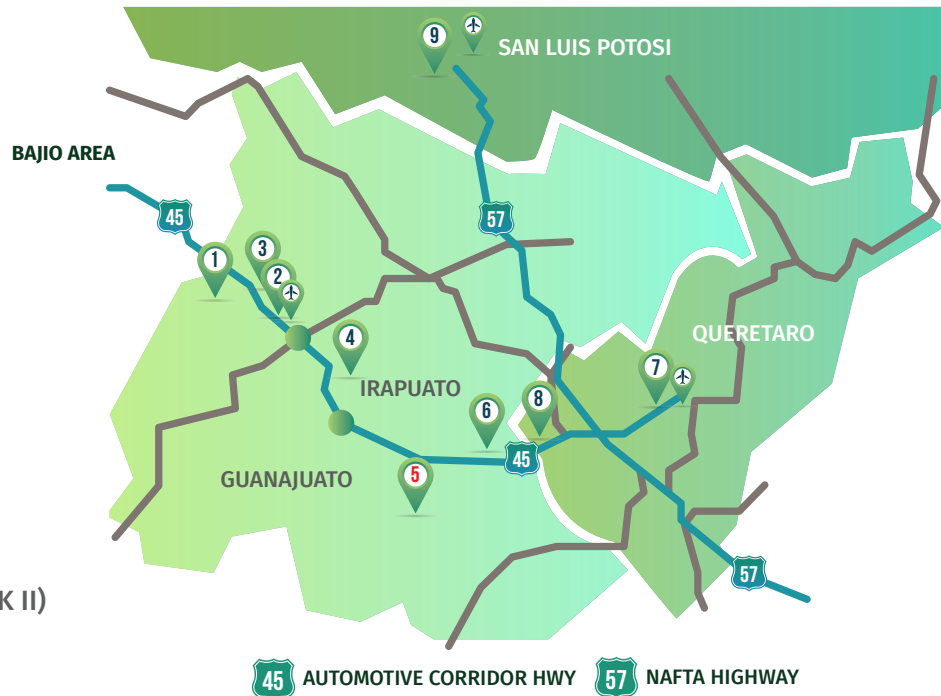 9
SAN LUIS POTOSI
BAJIO AREA
45
57
3
1
2
4
QUERETARO
IRAPUATO
7
6
8
GUANAJUATO
5
45
57
K II)
45 AUTOMOTIVE CORRIDOR HWY 57 NAFTA HIGHWAY